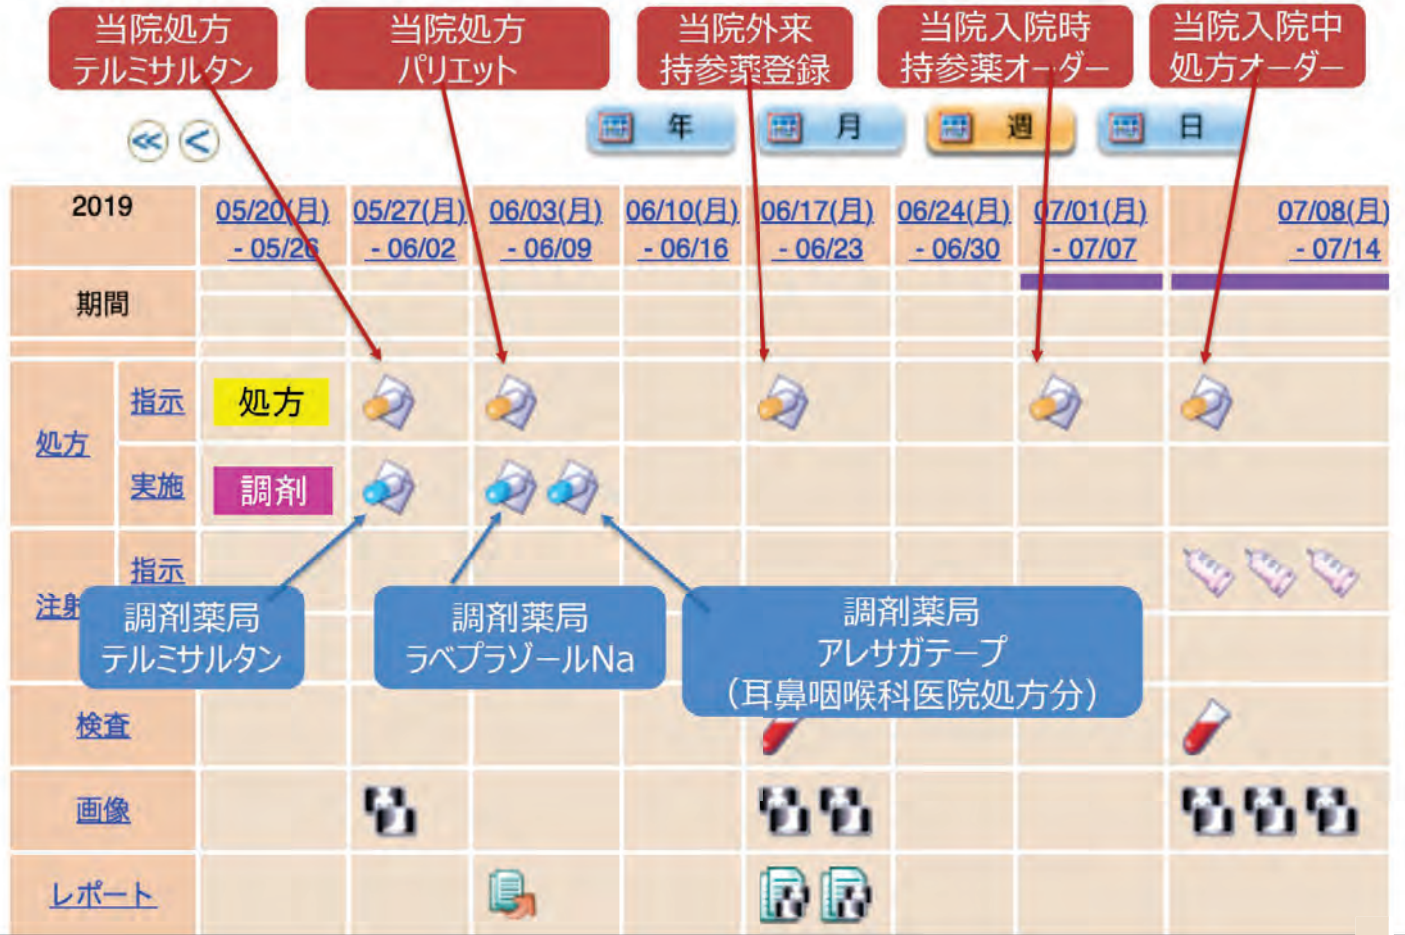 当院処方
テルミサルタン
当院処方
パリエット
当院外来
持参薬登録
当院入院時
持参薬オーダー
当院入院中
処方オーダー
年
月
週
日
2019
05/20(月)
- 05/26
05/27(月)
- 06/02
06/03(月)
- 06/09
06/10(月)
- 06/16
06/17(月)
- 06/23
06/24(月)
- 06/30
07/01(月)
- 07/07
07/08(月)
- 07/14
期間
処方
指示
処方
実施
調剤
注射
指示
調剤薬局
テルミサルタン
調剤薬局
ラベプラゾールNa
調剤薬局
アレサガテープ
(耳鼻咽喉科医院処方分)
検査
画像
レポート